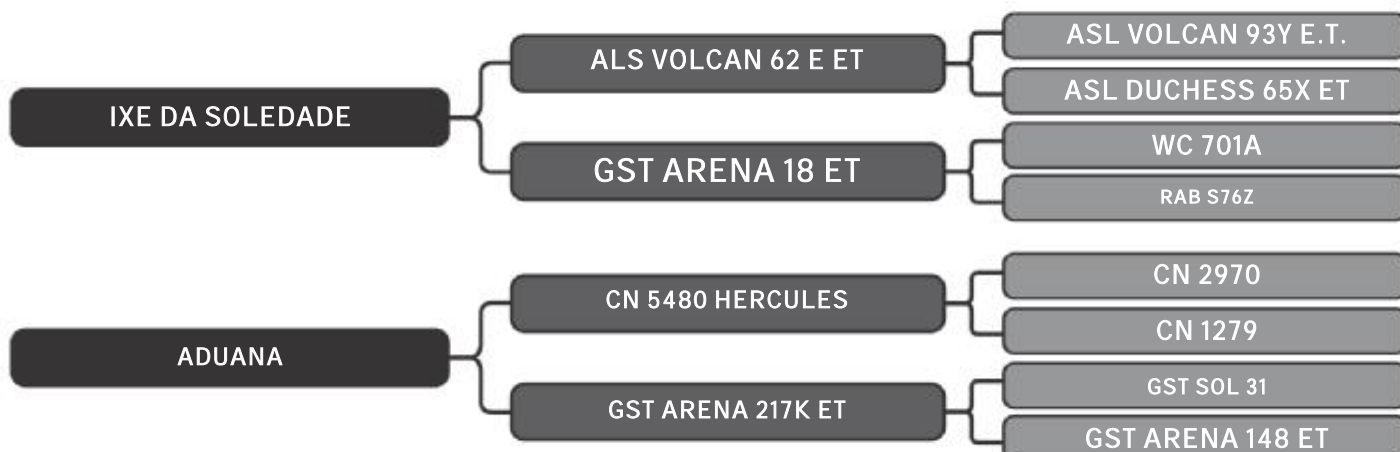 IXE DA SOLEDADE
ALS VOLCAN 62 E ET
ASL VOLCAN 93Y E.T.
ASL DUCHESS 65X ET
GST ARENA 18 ET
WC 701A
RAB S76Z
ADUANA
CN 5480 HERCULES
CN 2970
CN 1279
GST ARENA 217K ET
GST SOL 31
GST ARENA 148 ET